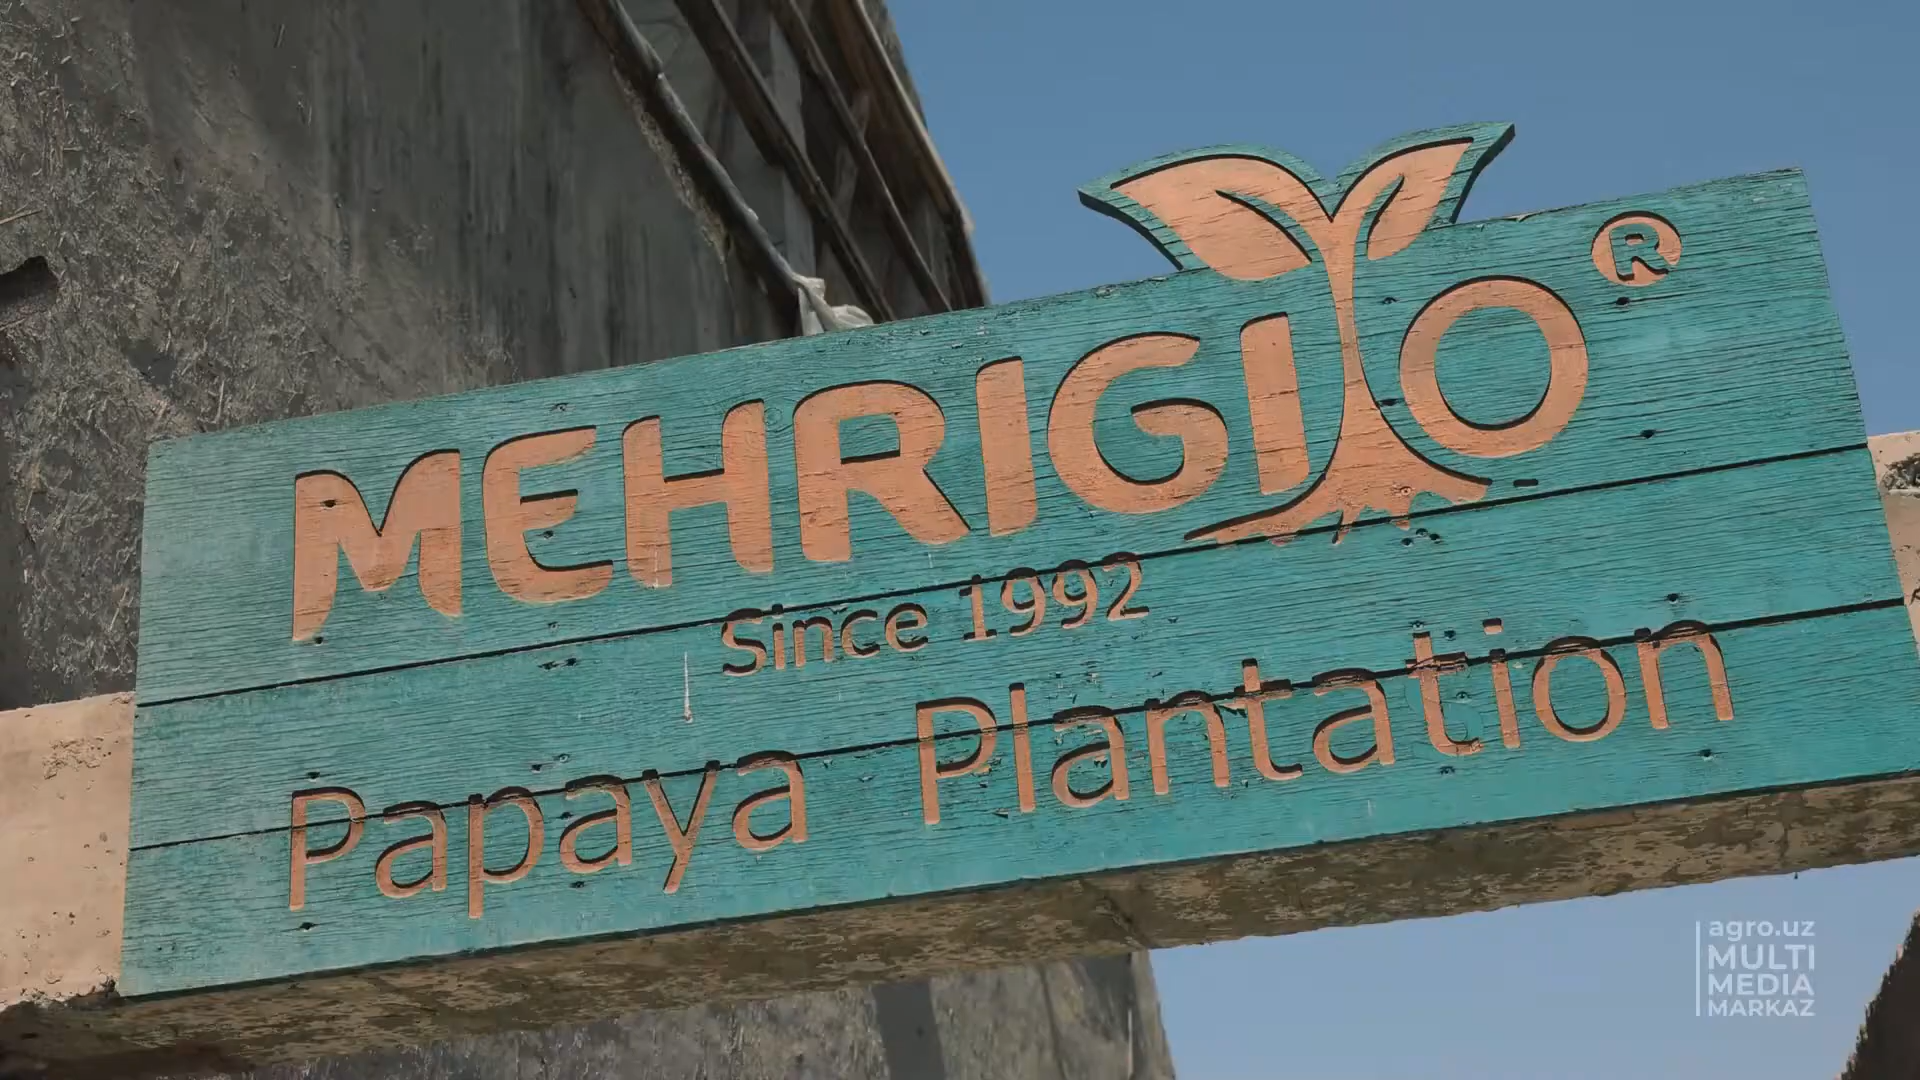 MEHRIGIYO®
Since 1992
Papaya Plantation
agro.uz
MULTI
MEDIA
MARKAZ